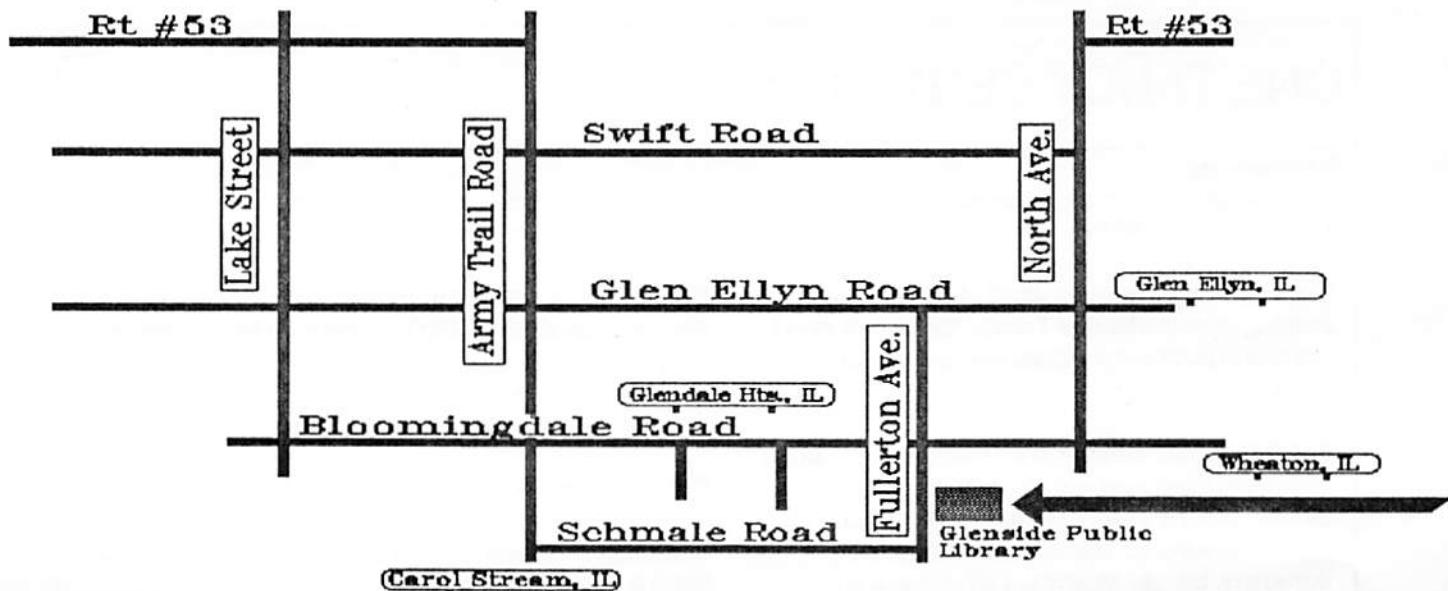 Rt #53
Rt #53
Swift Road
Lake Street
Army Trail Road
North Ave.
Glen Ellyn, IL
Glen Ellyn Road
Fullerton Ave.
Glendale Hts., IL
Bloomingdale Road
Wheaton, IL
Schmale Road
Glenside Public
Library
Carol Stream, IL